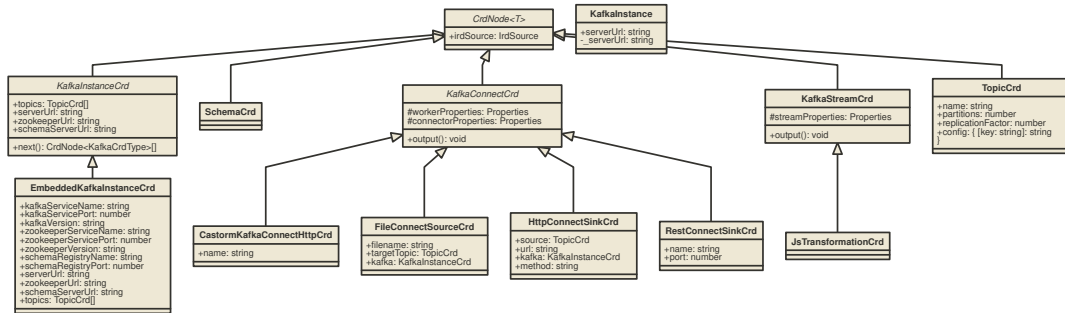 CrdNode<T>
+irdSource: IrdSource
KafkaInstance
+serverUrl: string
-_serverUrl: string
KafkaInstanceCrd
+topics: TopicCrd[]
+serverUrl: string
+zookeeperUrl: string
+schemaServerUrl: string
+next(): CrdNode<KafkaCrdType>[]
SchemaCrd
KafkaConnectCrd
#workerProperties: Properties
#connectorProperties: Properties
+output(): void
KafkaStreamCrd
#streamProperties: Properties
+output(): void
TopicCrd
+name: string
+partitions: number
+replicationFactor: number
+config: { [key: string]: string
}
EmbeddedKafkaInstanceCrd
+kafkaServiceName: string
+kafkaServicePort: number
+kafkaVersion: string
+zookeeperServiceName: string
+zookeeperServicePort: number
+zookeeperVersion: string
+schemaRegistryName: string
+schemaRegistryPort: number
+serverUrl: string
+zookeeperUrl: string
+schemaServerUrl: string
+topics: TopicCrd[]
CastormKafkaConnectHttpCrd
+name: string
FileConnectSourceCrd
+filename: string
+targetTopic: TopicCrd
+kafka: KafkaInstanceCrd
HttpConnectSinkCrd
+source: TopicCrd
+url: string
+kafka: KafkaInstanceCrd
+method: string
RestConnectSinkCrd
+name: string
+port: number
JsTransformationCrd